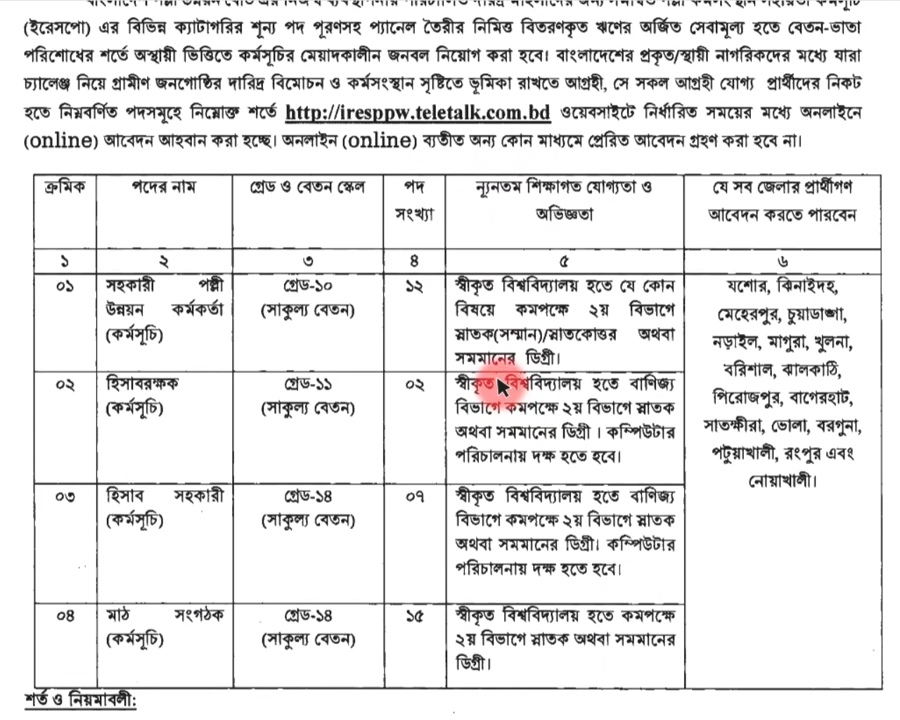 (ইরেসপো) এর বিভিন্ন ক্যাটাগরির শূন্য পদ পূরণসহ প্যানেল তৈরীর নিমিত্ত বিতরণকৃত ঋণের অর্জিত সেবামূল্য হতে বেতন-ভাতা
পরিশোধের শর্তে অস্থায়ী ভিত্তিতে কর্মসূচির মেয়াদকালীন জনবল নিয়োগ করা হবে। বাংলাদেশের প্রকৃত/স্থায়ী নাগরিকদের মধ্যে যারা
চ্যালেঞ্জ নিয়ে গ্রামীণ জনগোষ্ঠির দারিদ্র বিমোচন ও কর্মসংস্থান সৃষ্টিতে ভূমিকা রাখতে আগ্রহী, সে সকল আগ্রহী যোগ্য প্রার্থীদের নিকট
হতে নিম্নবর্ণিত পদসমূহে নিম্নোক্ত শর্তে http://iresppw.teletalk.com.bd ওয়েবসাইটে নির্ধারিত সময়ের মধ্যে অনলাইনে
(online) আবেদন আহবান করা হচ্ছে। অনলাইন (online) ব্যতীত অন্য কোন মাধ্যমে প্রেরিত আবেদন গ্রহণ করা হবে না।
ক্রমিক পদের নাম গ্রেড ও বেতন স্কেল পদ ন্যূনতম শিক্ষাগত যোগ্যতা ও যে সব জেলার প্রার্থীগণ
সংখ্যা অভিজ্ঞতা আবেদন করতে পারবেন
১ ২ ৩ ৪ ৫ ৬
০১ সহকারী পল্লী গ্রেড-১০ ১২ স্বীকৃত বিশ্ববিদ্যালয় হতে যে কোন যশোর, ঝিনাইদহ,
উন্নয়ন কর্মকর্তা (সাকুল্য বেতন) বিষয়ে কমপক্ষে ২য় বিভাগে মেহেরপুর, চুয়াডাঙ্গা,
(কর্মসূচি) স্নাতক(সম্মান)/স্নাতকোত্তর অথবা নড়াইল, মাগুরা, খুলনা,
সমমানের ডিগ্রী। বরিশাল, ঝালকাঠি,
০২ হিসাবরক্ষক গ্রেড-১১ ০২ স্বীকৃত বিশ্ববিদ্যালয় হতে বাণিজ্য পিরোজপুর, বাগেরহাট,
(কর্মসূচি) (সাকুল্য বেতন) বিভাগে কমপক্ষে ২য় বিভাগে স্নাতক সাতক্ষীরা, ভোলা, বরগুনা,
অথবা সমমানের ডিগ্রী । কম্পিউটার পটুয়াখালী, রংপুর এবং
পরিচালনায় দক্ষ হতে হবে। নোয়াখালী।
০৩ হিসাব সহকারী গ্রেড-১৪ ০৭ স্বীকৃত বিশ্ববিদ্যালয় হতে বাণিজ্য
(কর্মসূচি) (সাকুল্য বেতন) বিভাগে কমপক্ষে ২য় বিভাগে স্নাতক
অথবা সমমানের ডিগ্রী। কম্পিউটার
পরিচালনায় দক্ষ হতে হবে।
০৪ মাঠ সংগঠক গ্রেড-১৪ ১৫ স্বীকৃত বিশ্ববিদ্যালয় হতে কমপক্ষে
(কর্মসূচি) (সাকুল্য বেতন) ২য় বিভাগে স্নাতক অথবা সমমানের
ডিগ্রী।
শর্ত ও নিয়মাবলী: